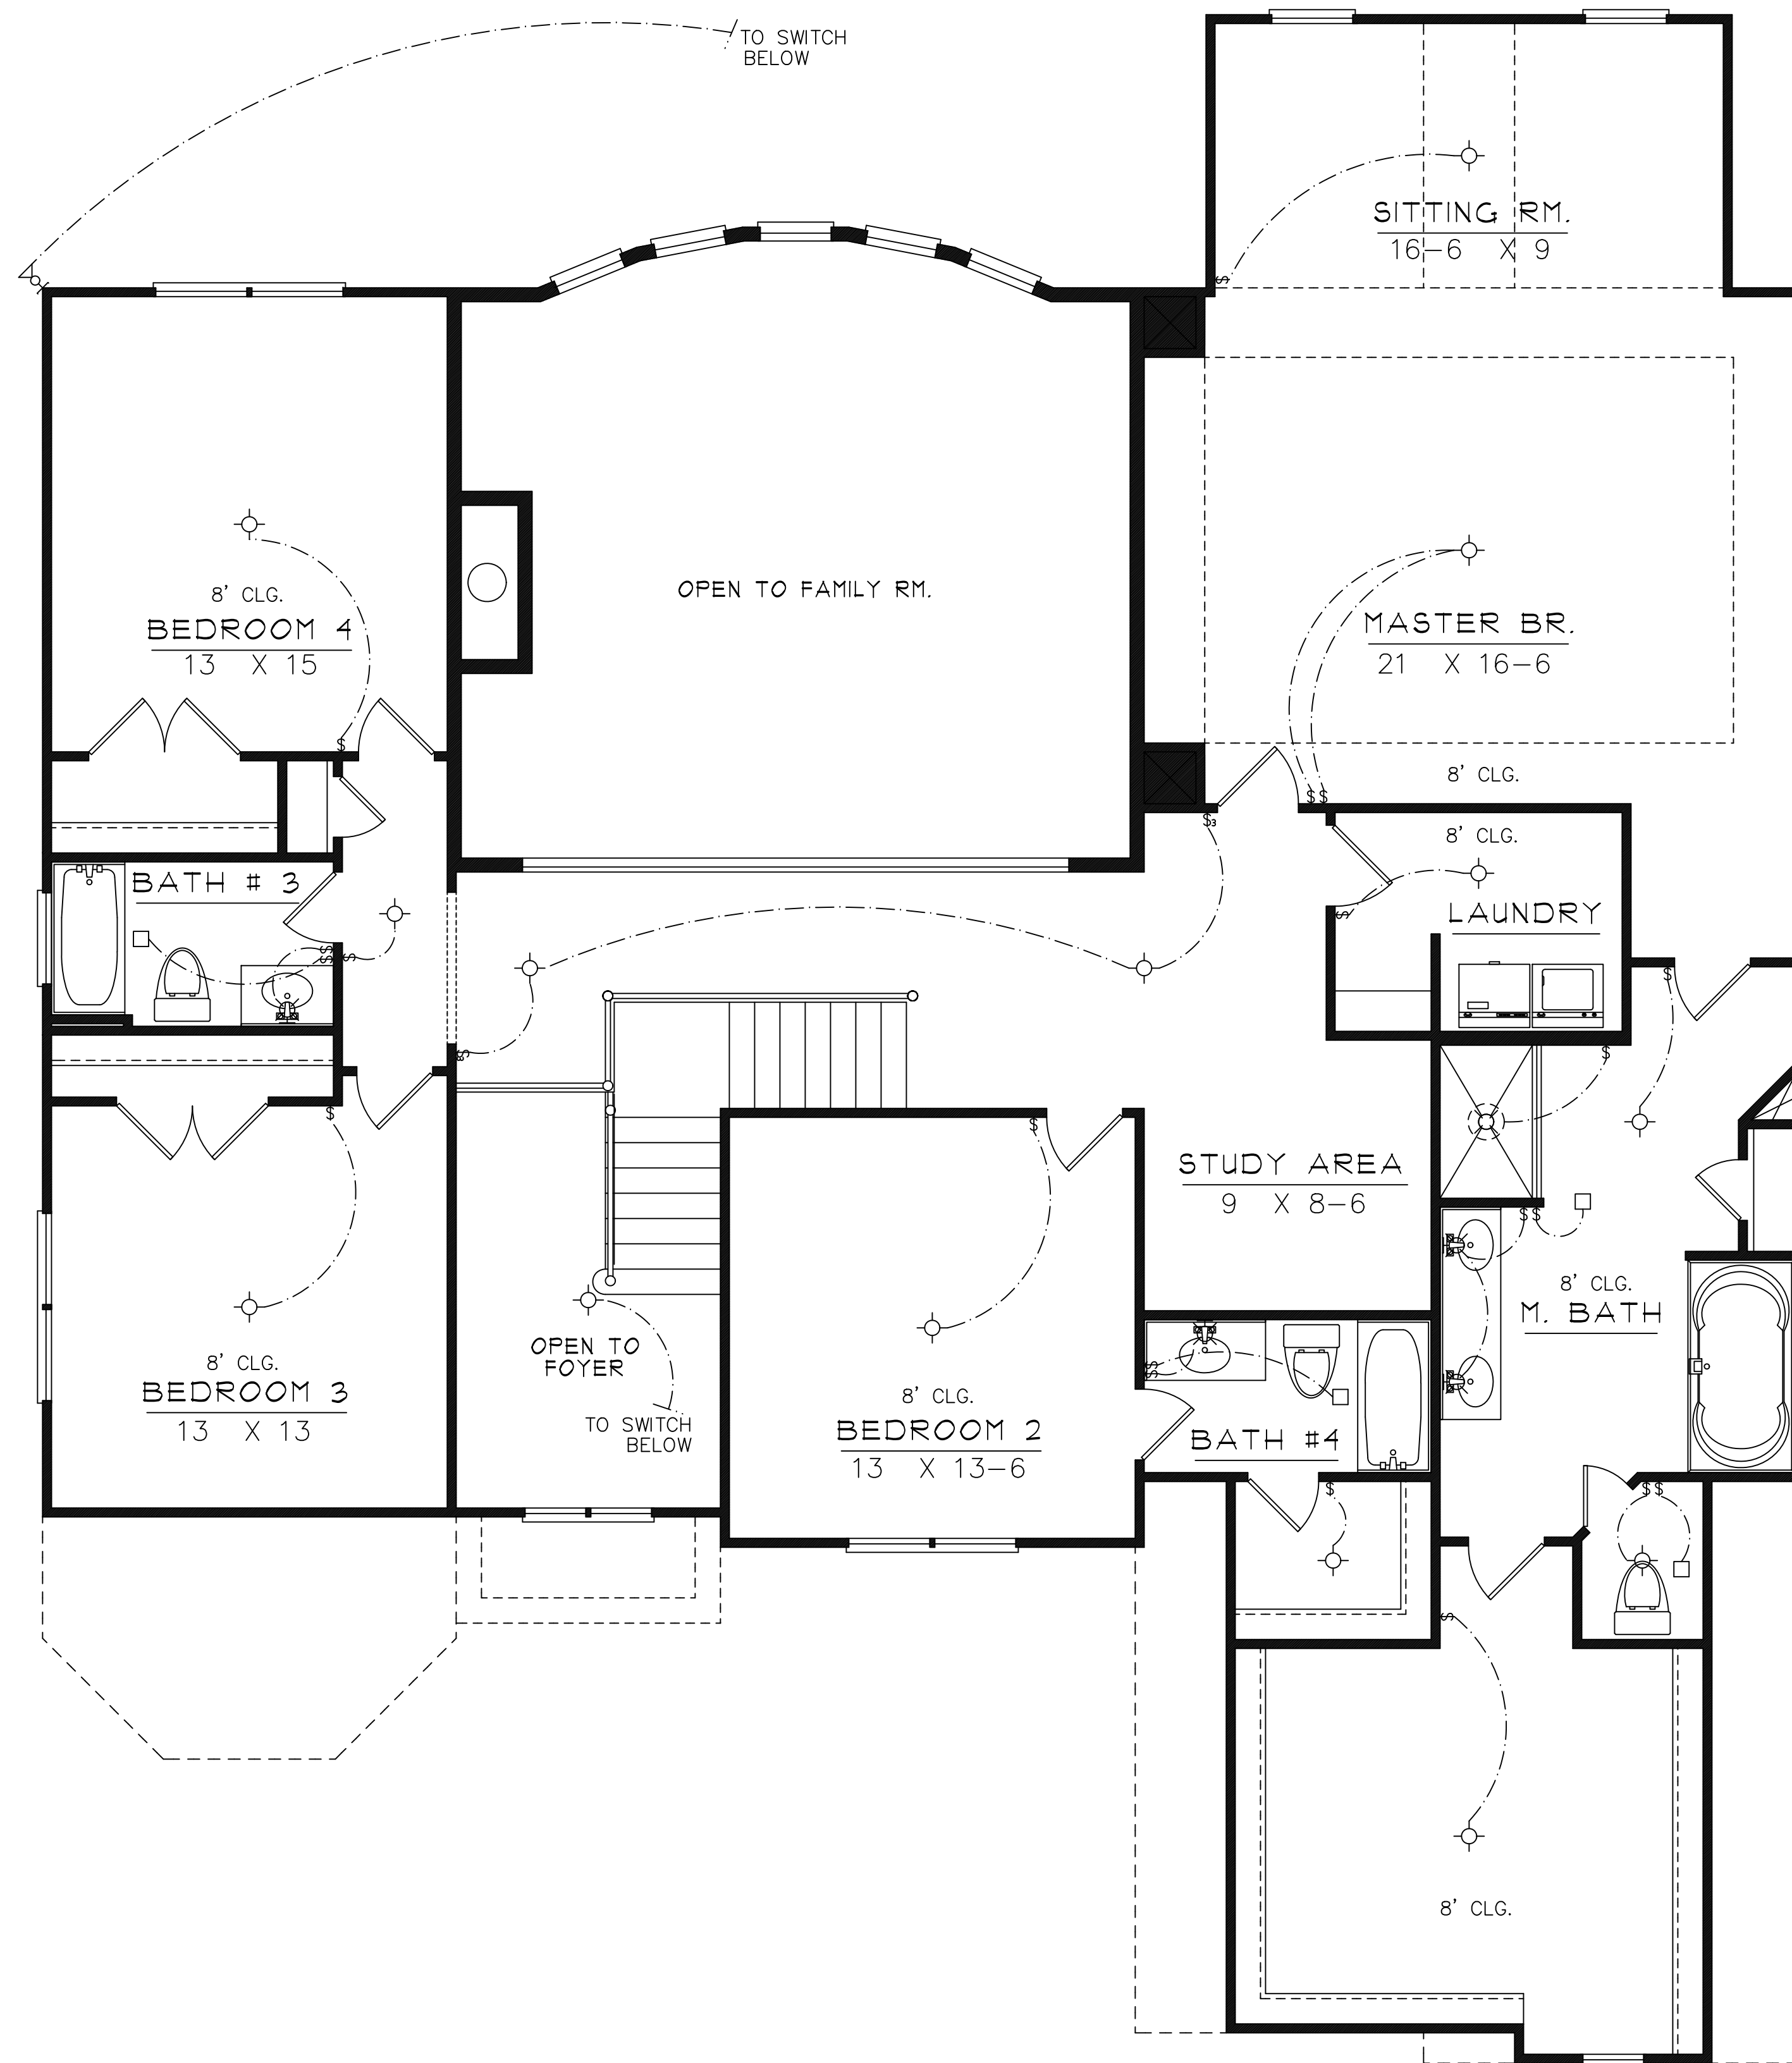 TO SWITCH
BELOW
SITTING RM.
16-6 X 9
8' CLG.
BEDROOM 4
13 X 15
OPEN TO FAMILY RM.
MASTER BR.
21 X 16-6
8' CLG.
8' CLG.
LAUNDRY
BATH # 3
STUDY AREA
9 X 8-6
8' CLG.
M. BATH
OPEN TO
FOYER
TO SWITCH
BELOW
8' CLG.
BEDROOM 3
13 X 13
8' CLG.
BEDROOM 2
13 X 13-6
BATH #4
8' CLG.
$
$
$ $
$3
$
$
$
$
$
$
$
$
$ $
$
$
$
$
$
$ $
$